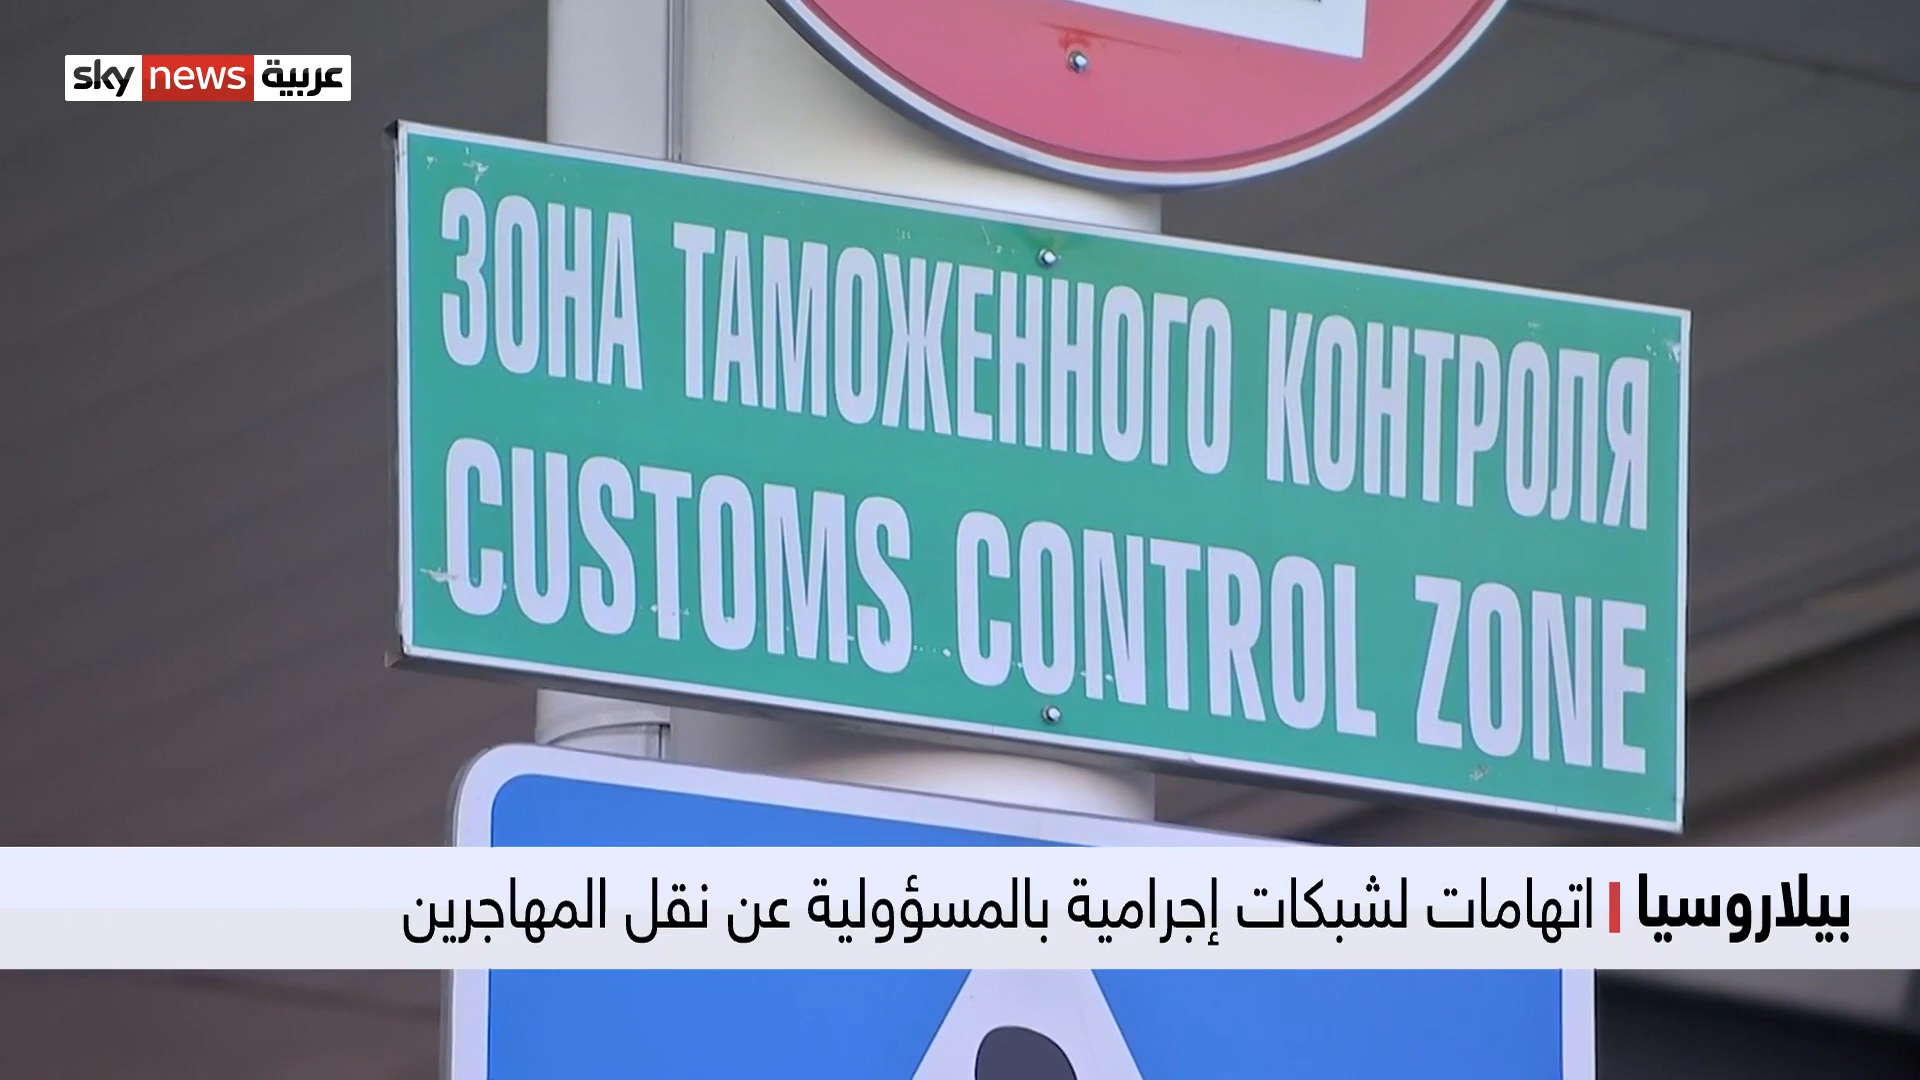 sky news عربية
ЗОНА ТАМОЖЕННОГО КОНТРОЛЯ
CUSTOMS CONTROL ZONE
بيلاروسيا | اتهامات لشبكات إجرامية بالمسؤولية عن نقل المهاجرين